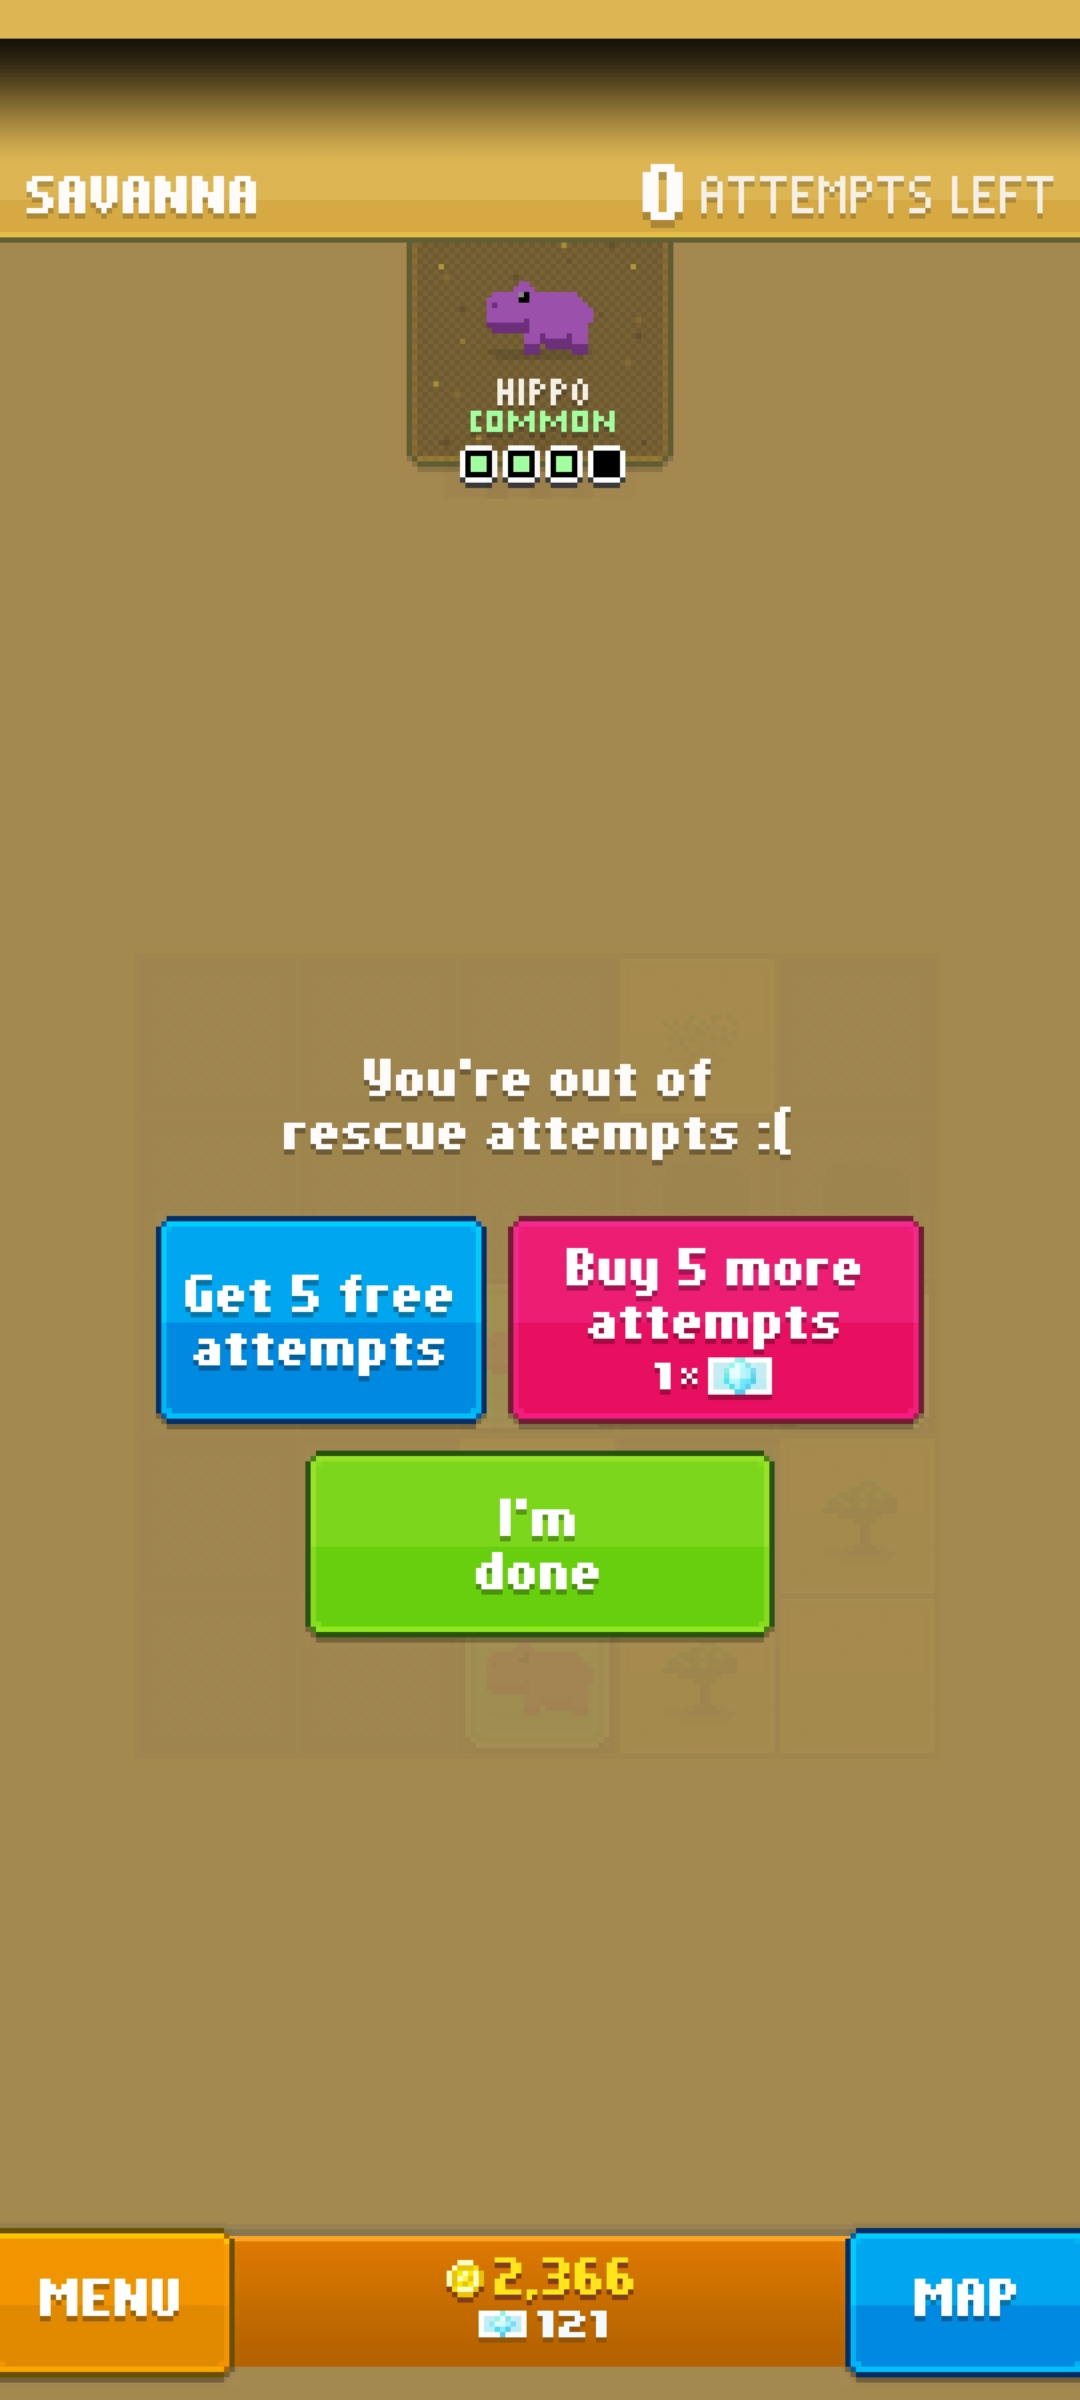 SAVANNA
0 ATTEMPTS LEFT
HIPPO
COMMON
You're out of
rescue attempts :(
Get 5 free
attempts
Buy 5 more
attempts
1×
I'm
done
MENU
2,366
121
MAP